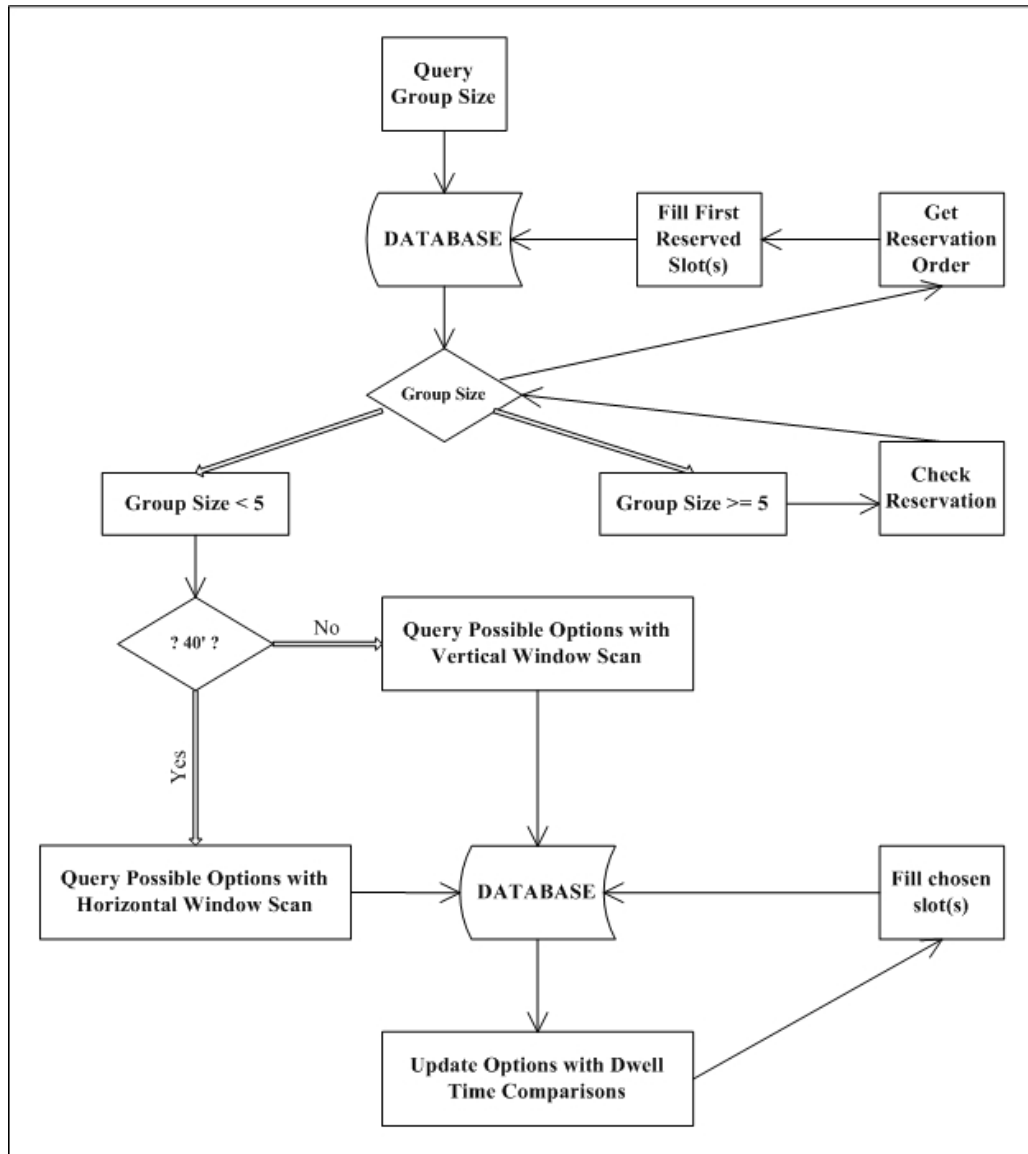 Query
Group Size
DATABASE
Fill First
Reserved
Slot(s)
Get
Reservation
Order
Group Size
Group Size < 5
Group Size >= 5
Check
Reservation
? 40' ?
No
Query Possible Options with
Vertical Window Scan
Yes
Query Possible Options with
Horizontal Window Scan
DATABASE
Fill chosen
slot(s)
Update Options with Dwell
Time Comparisons